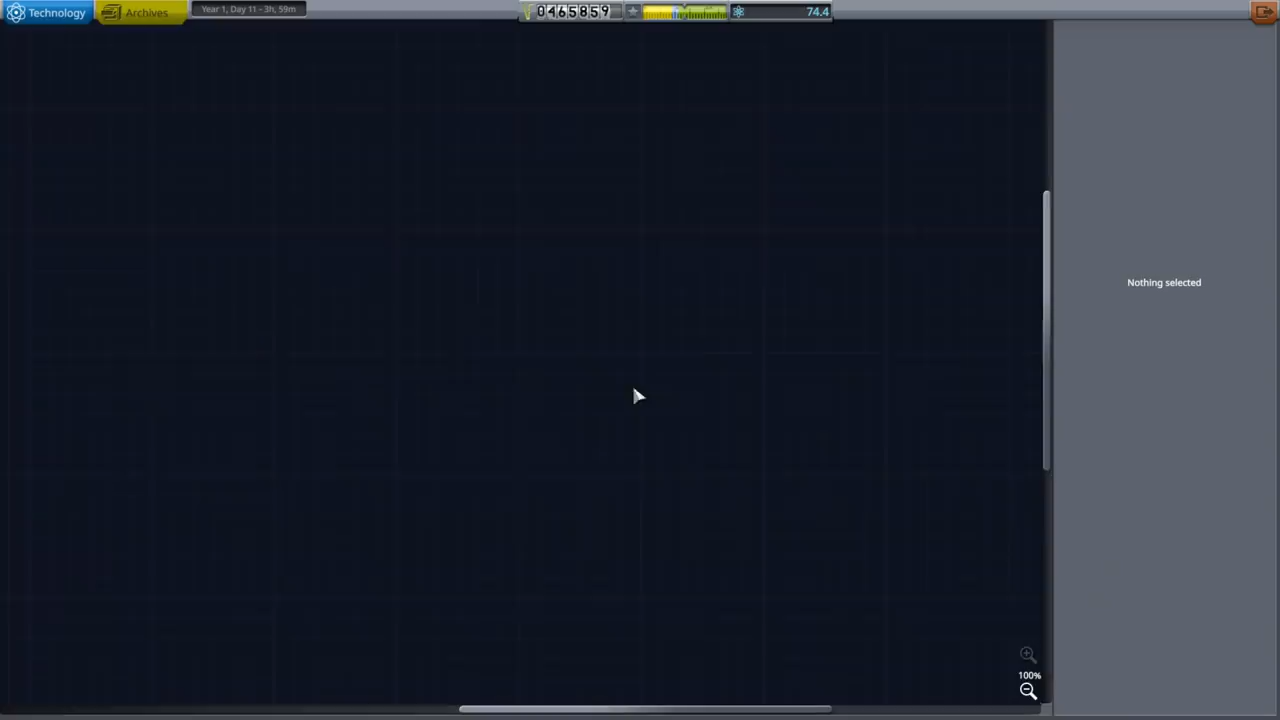 Technology
Archives
Year 1, Day 11 - 3h, 59m
0465859
74.4
Nothing selected
100%